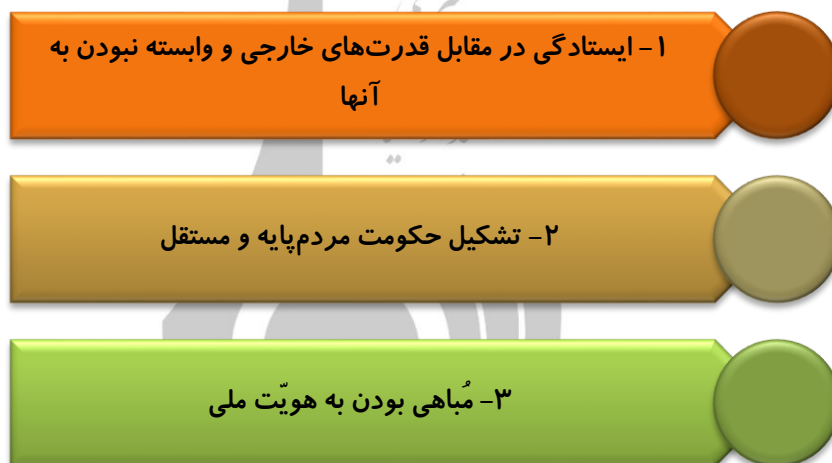 ۱- ایستادگی در مقابل قدرت‌های خارجی و وابسته نبودن به
آنها
۲- تشکیل حکومت مردم‌پایه و مستقل
۳- مُباهی بودن به هویّت ملی